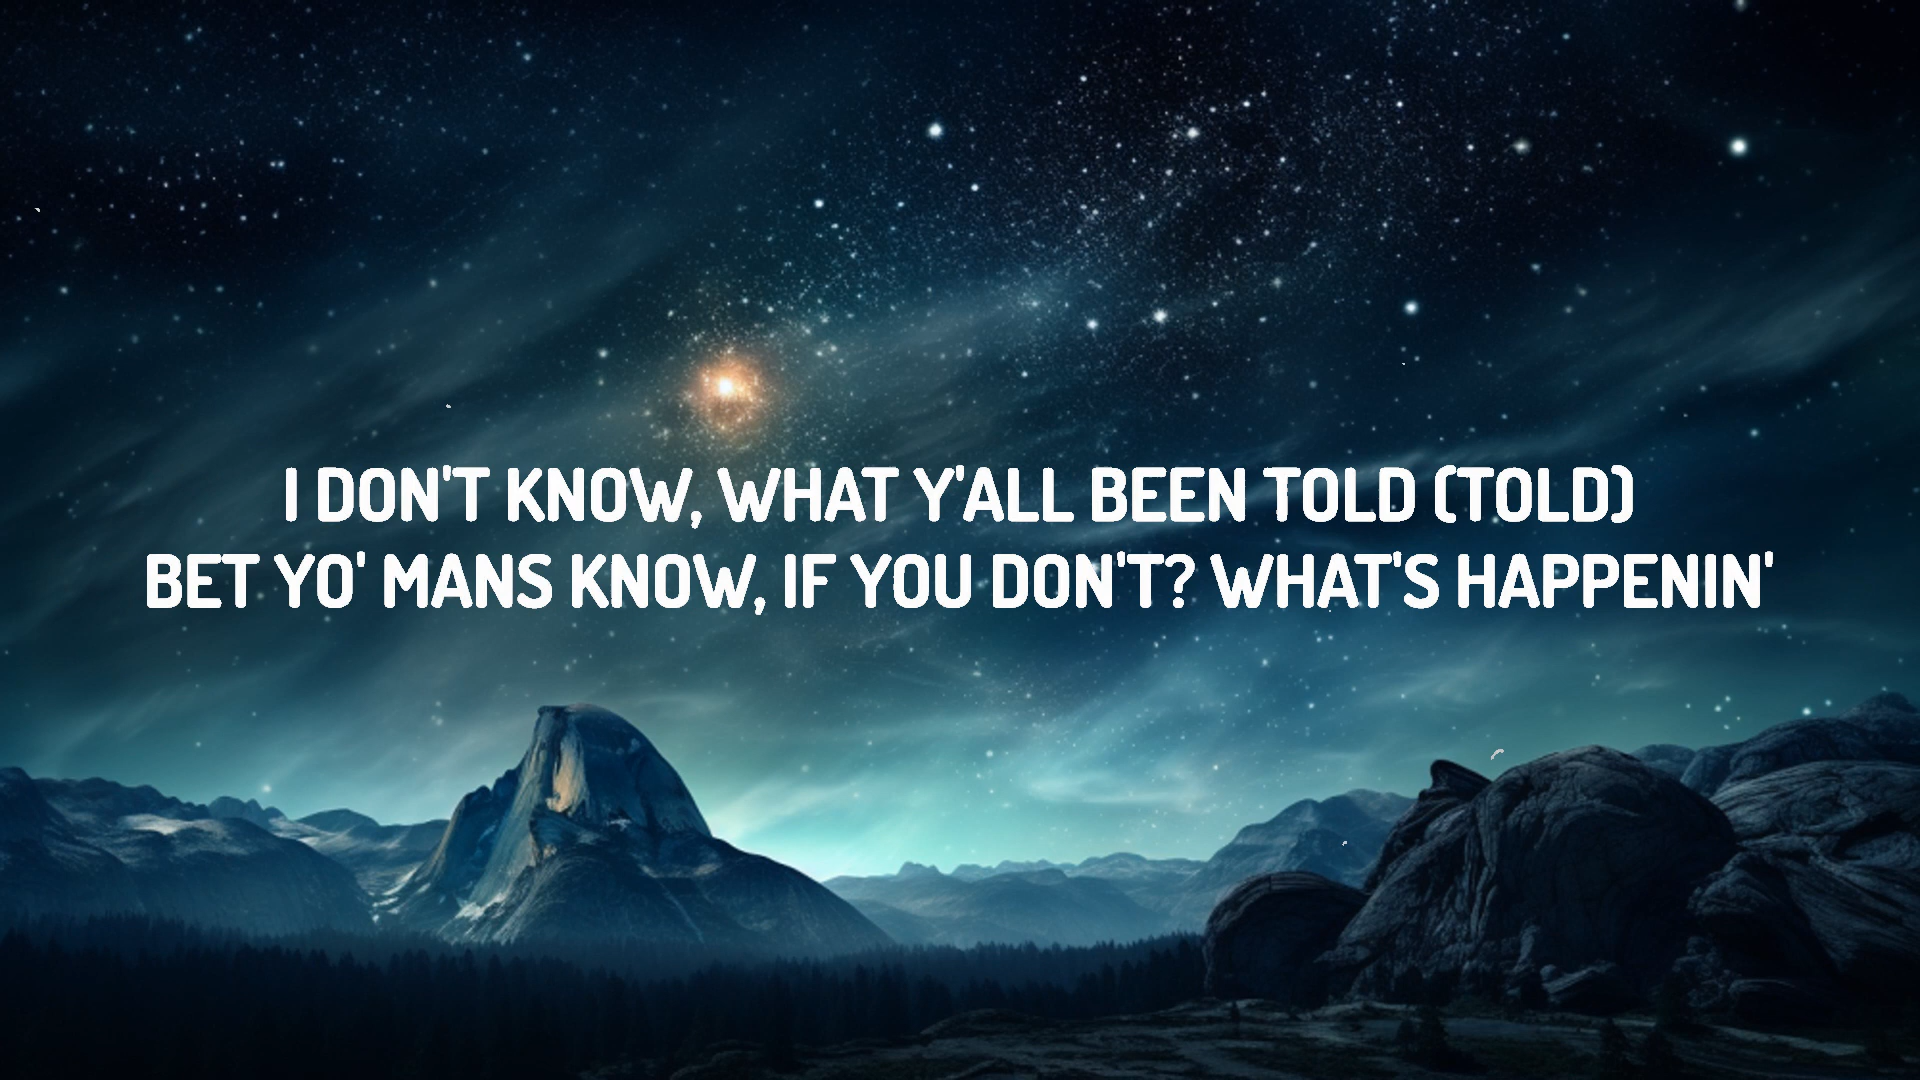 I DON'T KNOW, WHAT Y'ALL BEEN TOLD (TOLD)
BET YO' MANS KNOW, IF YOU DON'T? WHAT'S HAPPENIN'